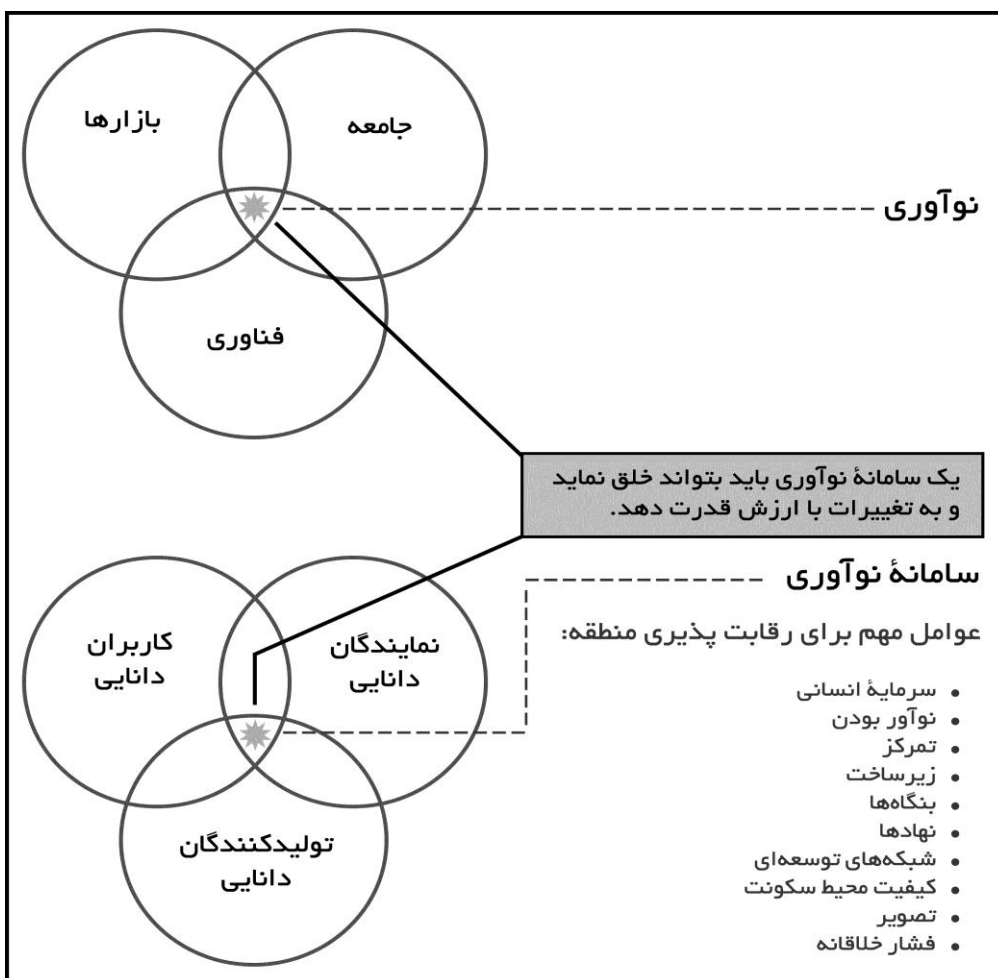 جامعه
بازارها
نوآوری
فناوری
یک سامانهٔ نوآوری باید بتواند خلق نماید
و به تغییرات با ارزش قدرت دهد.
سامانهٔ نوآوری
نمایندگان
دانایی
کاربران
دانایی
تولیدکنندگان
دانایی
عوامل مهم برای رقابت پذیری منطقه:
• سرمایهٔ انسانی
• نوآور بودن
• تمرکز
• زیرساخت
• بنگاه‌ها
• نهادها
• شبکه‌های توسعه‌ای
• کیفیت محیط سکونت
• تصویر
• فشار خلاقانه